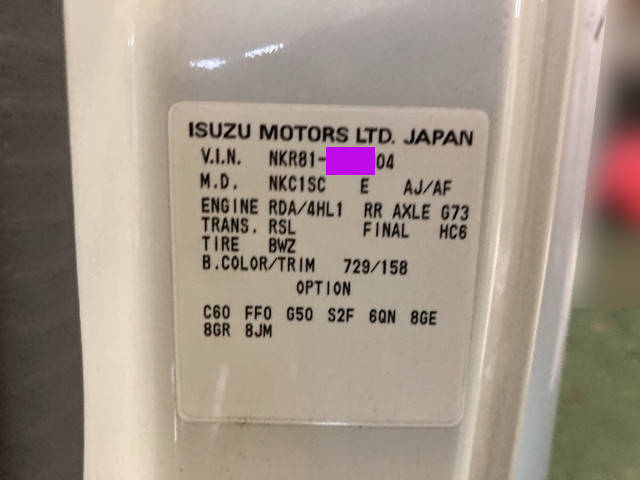 ISUZU MOTORS LTD. JAPAN
V.I.N. NKR81- 04
M.D. NKC1SC E AJ/AF
ENGINE RDA/4HL1 RR AXLE G73
TRANS. RSL FINAL HC6
TIRE BWZ
B.COLOR/TRIM 729/158
OPTION
C60 FF0 G50 S2F 6QN 8GE
8GR 8JM